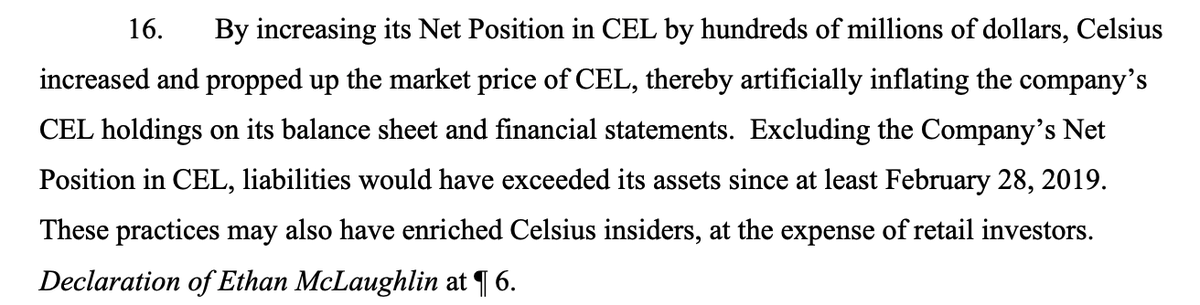 16. By increasing its Net Position in CEL by hundreds of millions of dollars, Celsius
increased and propped up the market price of CEL, thereby artificially inflating the company’s
CEL holdings on its balance sheet and financial statements.  Excluding the Company’s Net
Position in CEL, liabilities would have exceeded its assets since at least February 28, 2019.
These practices may also have enriched Celsius insiders, at the expense of retail investors.
Declaration of Ethan McLaughlin at ¶ 6.